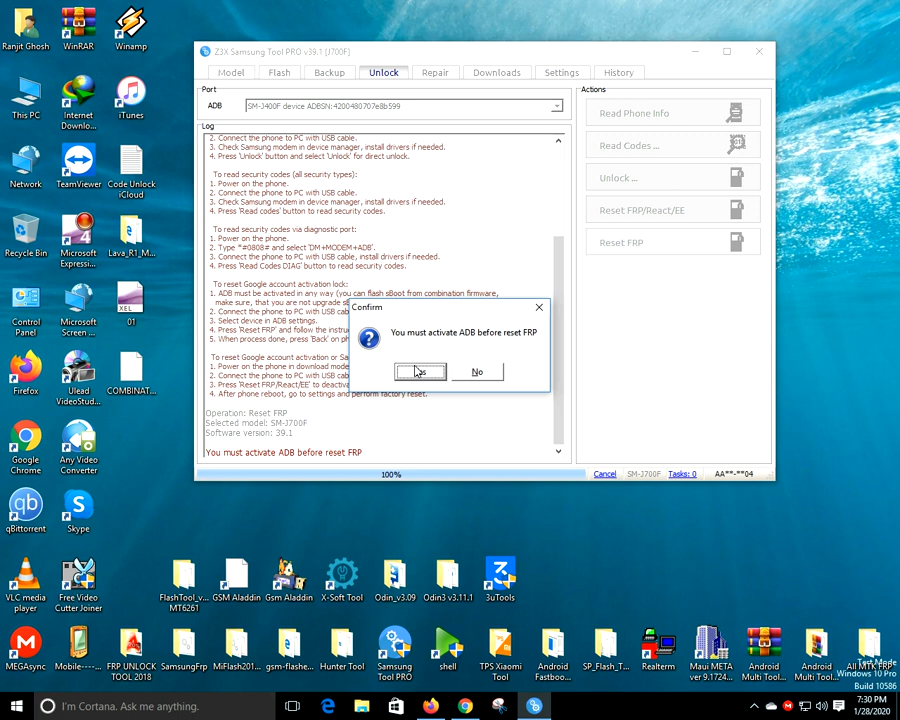 Ranjit Ghosh
WinRAR
Winamp
This PC
Internet
Downlo...
iTunes
Network
TeamViewer
Code Unlock
iCloud
Recycle Bin
Microsoft
Expressi...
Lava_R1_M...
Control
Panel
Microsoft
Screen ...
XEL
01
Firefox
Ulead
VideoStud...
COMBINAT...
Google
Chrome
Any Video
Converter
qBittorrent
Skype
VLC media
player
Free Video
Cutter Joiner
FlashTool_v...
MT6261
GSM Aladdin
Gsm Aladdin
X-Soft Tool
Odin_v3.09
Odin3 v3.11.1
3uTools
MEGAsync
Mobile----...
FRP UNLOCK
TOOL 2018
SamsungFrp
MiFlash201...
gsm-flashe...
Hunter Tool
Samsung
Tool PRO
shell
TPS Xiaomi
Tool
Android
Fastboo...
SP_Flash_T...
Realterm
Maui META
ver 9.1724...
Android
Multi Tool...
Android
Multi Tool...
All MTK FRP
Test Mode
Windows 10 Pro
Build 10586
Z3X Samsung Tool PRO v39.1 [J700F]
Model
Flash
Backup
Unlock
Repair
Downloads
Settings
History
Port
ADB
SM-J400F device ADBSN:4200480707e8b599
Log
2. Connect the phone to PC with USB cable.
3. Check Samsung modem in device manager, install drivers if needed.
4. Press 'Unlock' button and select 'Unlock' for direct unlock.
To read security codes (all security types):
1. Power on the phone.
2. Connect the phone to PC with USB cable.
3. Check Samsung modem in device manager, install drivers if needed.
4. Press 'Read codes' button to read security codes.
To read security codes via diagnostic port:
1. Power on the phone.
2. Type *#0808# and select 'DM+MODEM+ADB'.
3. Connect the phone to PC with USB cable, install drivers if needed.
4. Press 'Read Codes DIAG' button to read security codes.
To reset Google account activation lock:
1. ADB must be activated in any way (you can flash sBoot from combination firmware,
make sure, that you are not upgrade sB
2. Connect the phone to PC with USB cab
3. Select device in ADB settings.
4. Press 'Reset FRP' and follow the instru
5. When process done, press 'Back' on ph
To reset Google account activation or Sa
1. Power on the phone in download mode
2. Connect the phone to PC with USB cab
3. Press 'Reset FRP/React/EE' to deactiva
4. After phone reboot, go to settings and perform factory reset.
Operation: Reset FRP
Selected model: SM-J700F
Software version: 39.1
You must activate ADB before reset FRP
100%
Cancel
SM-J700F
Tasks: 0
AA**-**04
Actions
Read Phone Info
Read Codes ...
Unlock ...
Reset FRP/React/EE
Reset FRP
Confirm
You must activate ADB before reset FRP
No
I'm Cortana. Ask me anything.
7:30 PM
1/28/2020